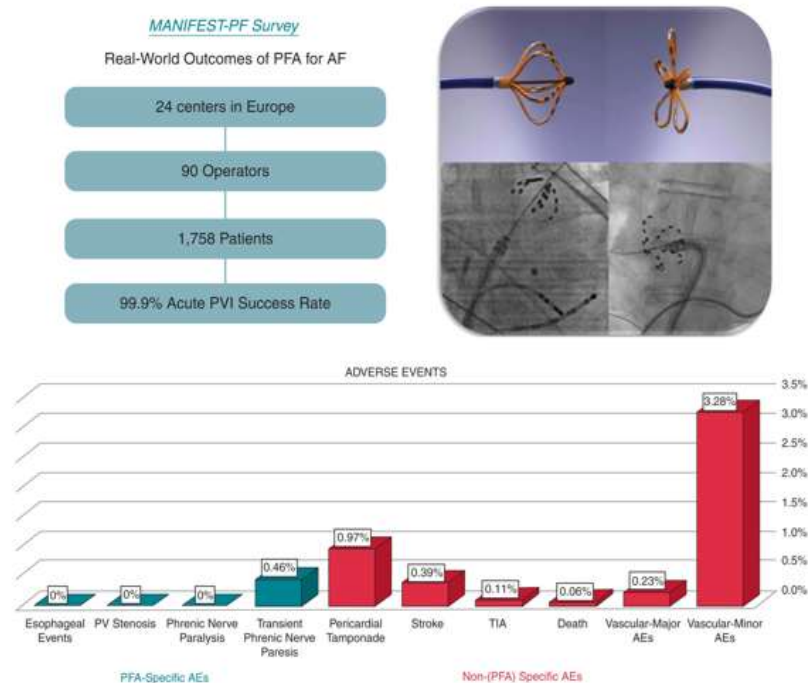 MANIFEST-PF Survey
Real-World Outcomes of PFA for AF
24 centers in Europe
90 Operators
1,758 Patients
99.9% Acute PVI Success Rate
ADVERSE EVENTS
3.5%
3.0%
2.5%
2.0%
1.5%
1.0%
0.5%
0.0%
0%
0%
0%
0.46%
0.97%
0.39%
0.11%
0.06%
0.23%
3.28%
Esophageal
Events
PV Stenosis
Phrenic Nerve
Paralysis
Transient
Phrenic Nerve
Paresis
Pericardial
Tamponade
Stroke
TIA
Death
Vascular-Major
AEs
Vascular-Minor
AEs
PFA-Specific AEs
Non-(PFA) Specific AEs